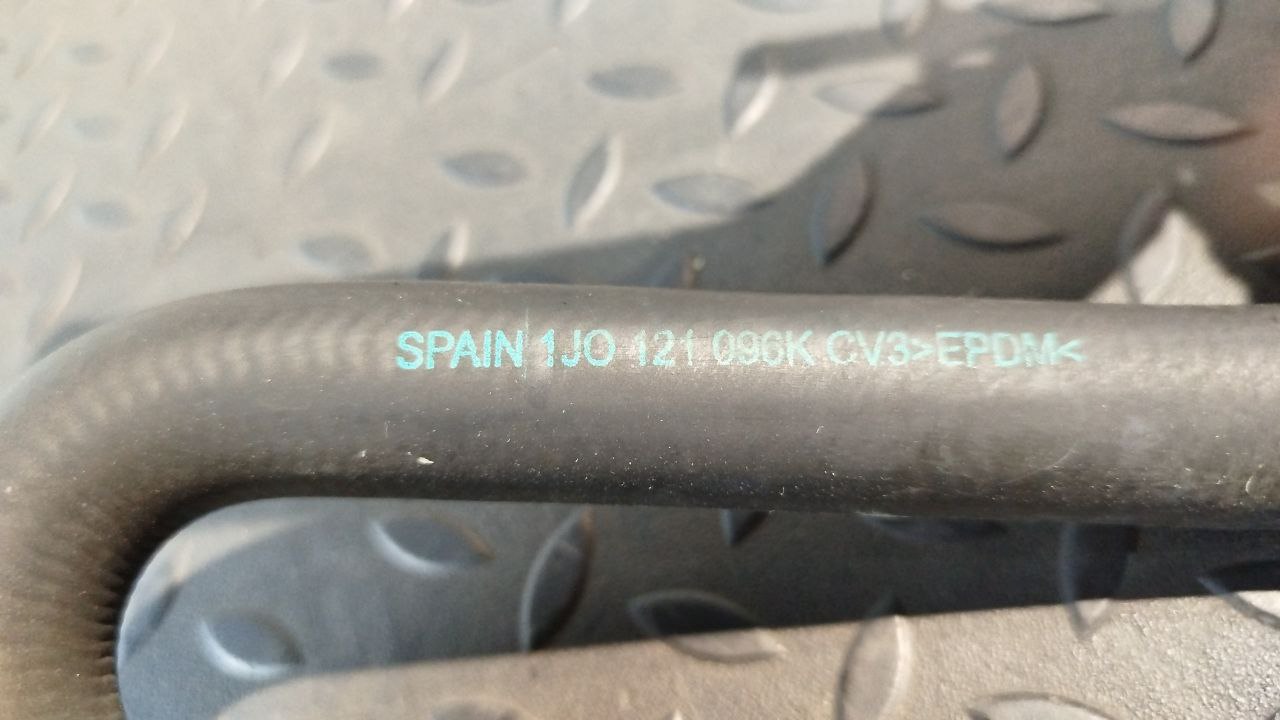 SPAIN 1JO 121 096K CV3>EPDM<